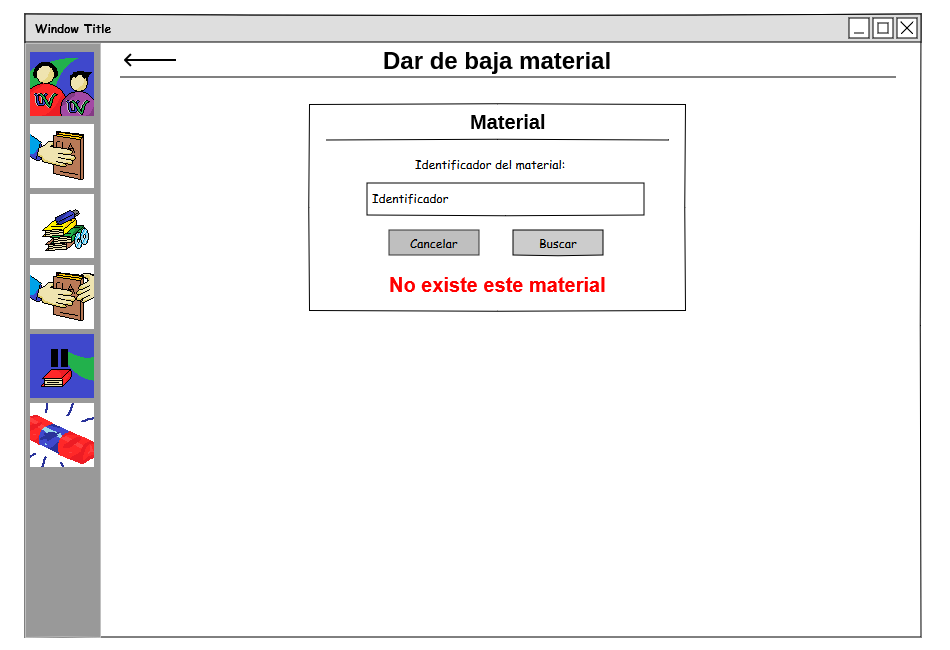 Window Title
Dar de baja material
Material
Identificador del material:
Identificador
Cancelar
Buscar
No existe este material